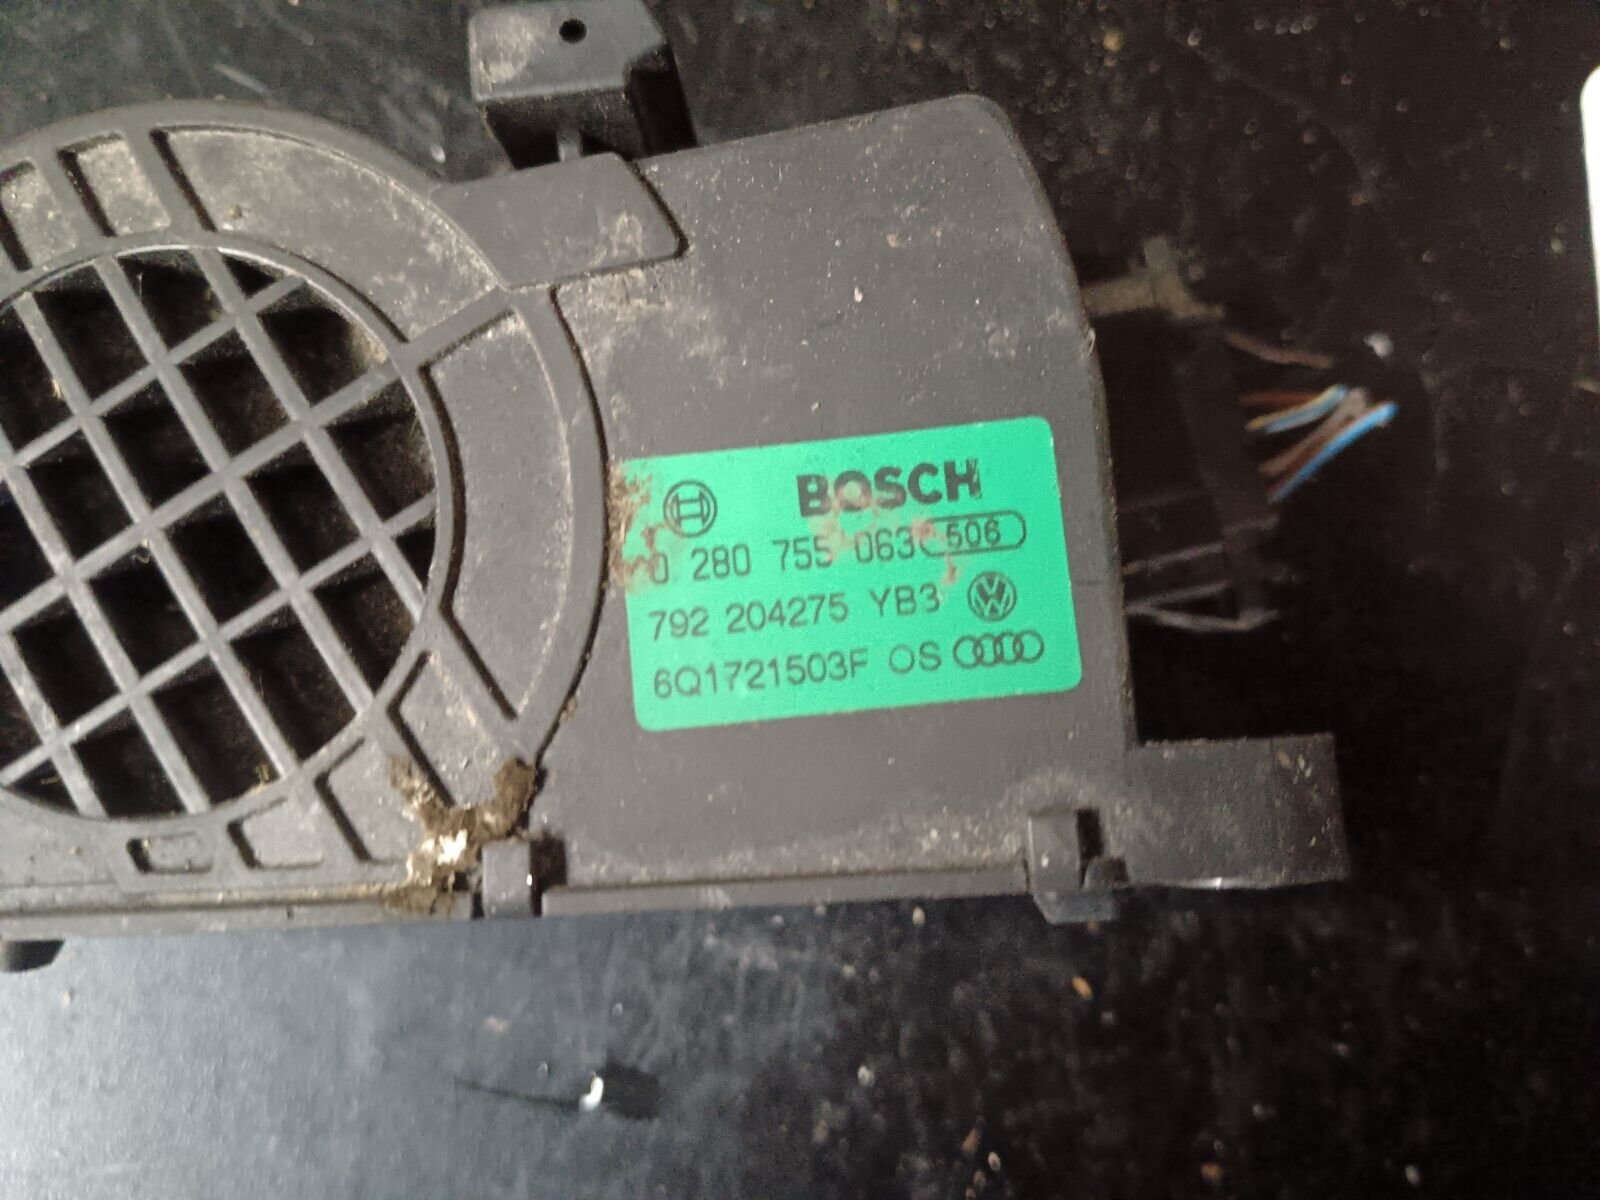 BOSCH
0 280 755 063 506
792 204275 YB3
6Q1721503F OS